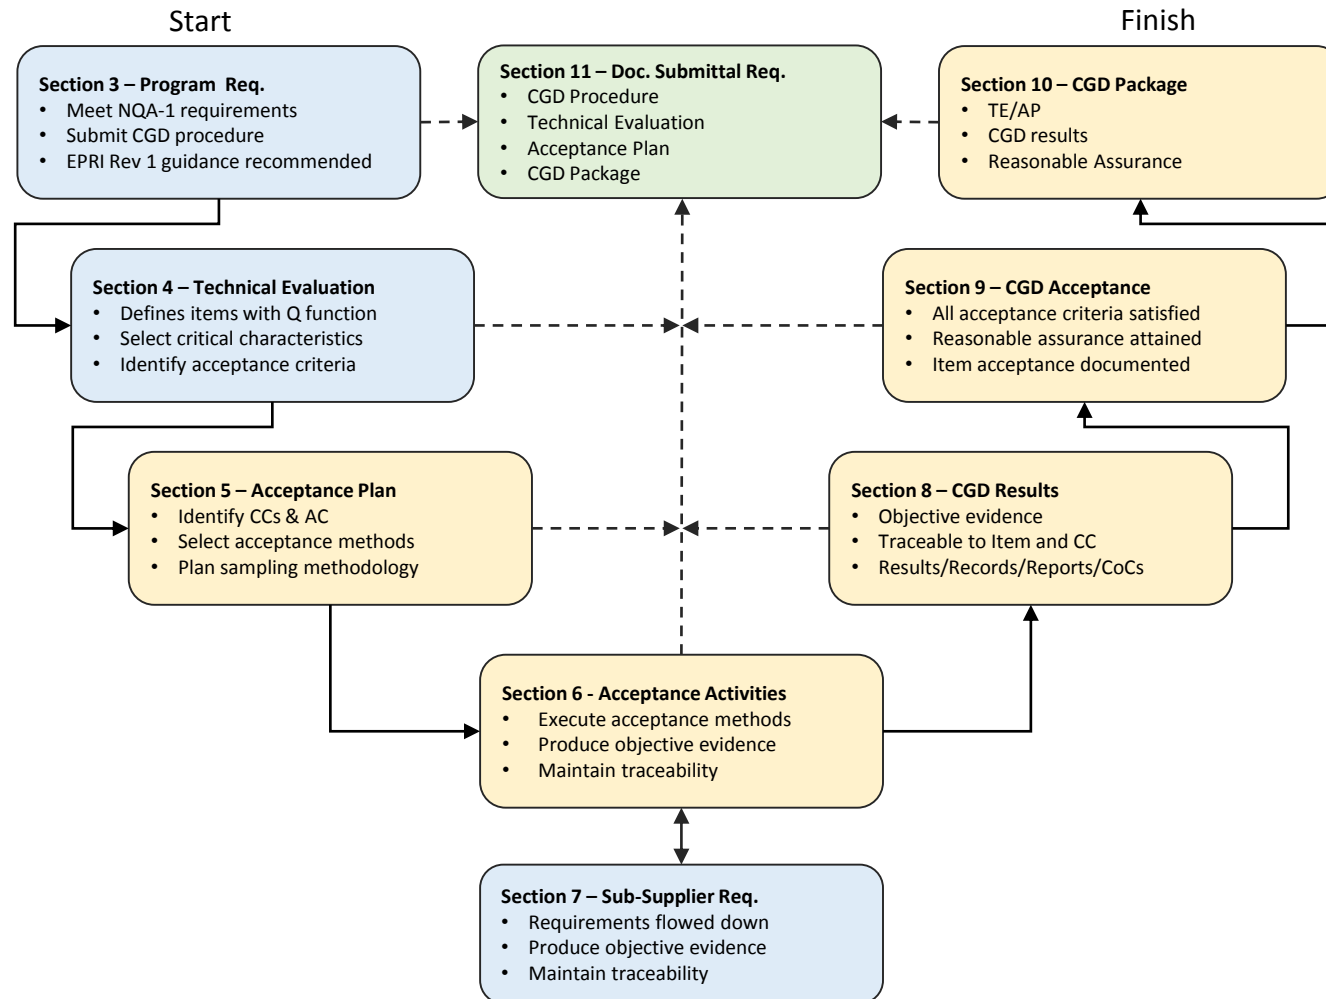 Start
Finish
Section 3 – Program  Req.
• Meet NQA-1 requirements
• Submit CGD procedure
• EPRI Rev 1 guidance recommended
Section 11 – Doc. Submittal Req.
• CGD Procedure
• Technical Evaluation
• Acceptance Plan
• CGD Package
Section 10 – CGD Package
• TE/AP
• CGD results
• Reasonable Assurance
Section 4 – Technical Evaluation
• Defines items with Q function
• Select critical characteristics
• Identify acceptance criteria
Section 9 – CGD Acceptance
• All acceptance criteria satisfied
• Reasonable assurance attained
• Item acceptance documented
Section 5 – Acceptance Plan
• Identify CCs & AC
• Select acceptance methods
• Plan sampling methodology
Section 8 – CGD Results
• Objective evidence
• Traceable to Item and CC
• Results/Records/Reports/CoCs
Section 6 - Acceptance Activities
• Execute acceptance methods
• Produce objective evidence
• Maintain traceability
Section 7 – Sub-Supplier Req.
• Requirements flowed down
• Produce objective evidence
• Maintain traceability